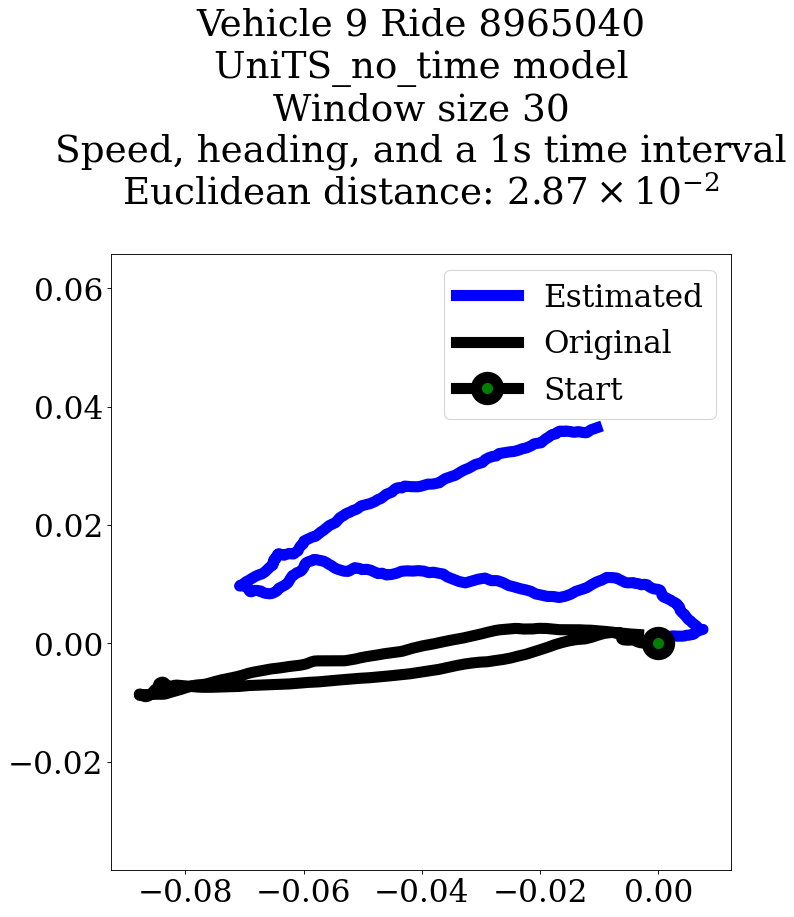 Vehicle 9 Ride 8965040
UniTS_no_time model
Window size 30
Speed, heading, and a 1s time interval
Euclidean distance: 2.87 × 10⁻²
Estimated
Original
Start
0.06
0.04
0.02
0.00
−0.02
−0.08
−0.06
−0.04
−0.02
0.00